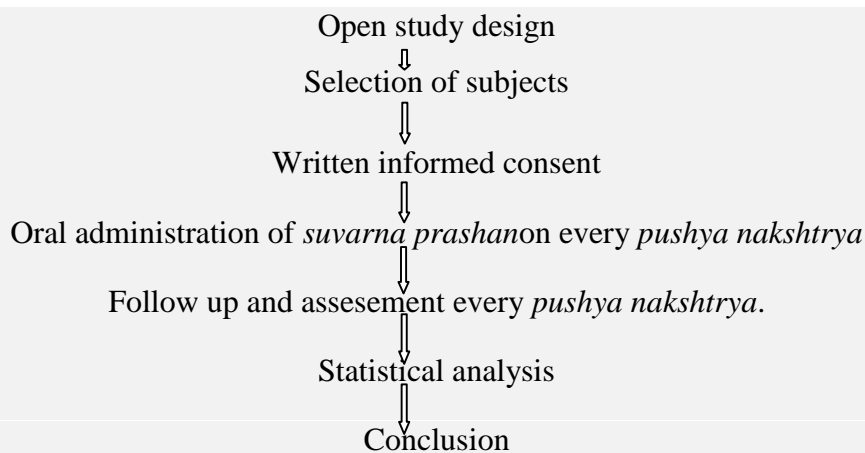 Open study design
Selection of subjects
Written informed consent
Oral administration of suvarna prashanon every pushya nakshtrya
Follow up and assesement every pushya nakshtrya.
Statistical analysis
Conclusion